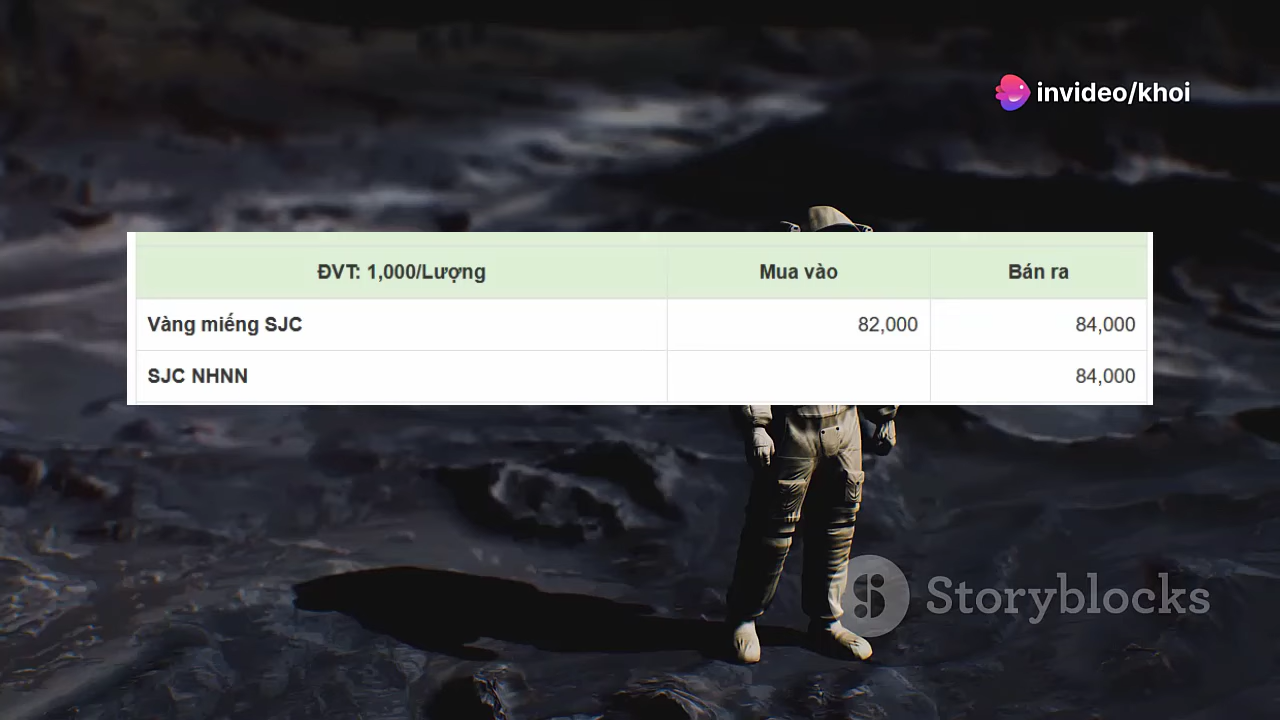 invideo/khoi
ĐVT: 1,000/Lượng Mua vào Bán ra
Vàng miếng SJC 82,000 84,000
SJC NHNN 84,000
Storyblocks